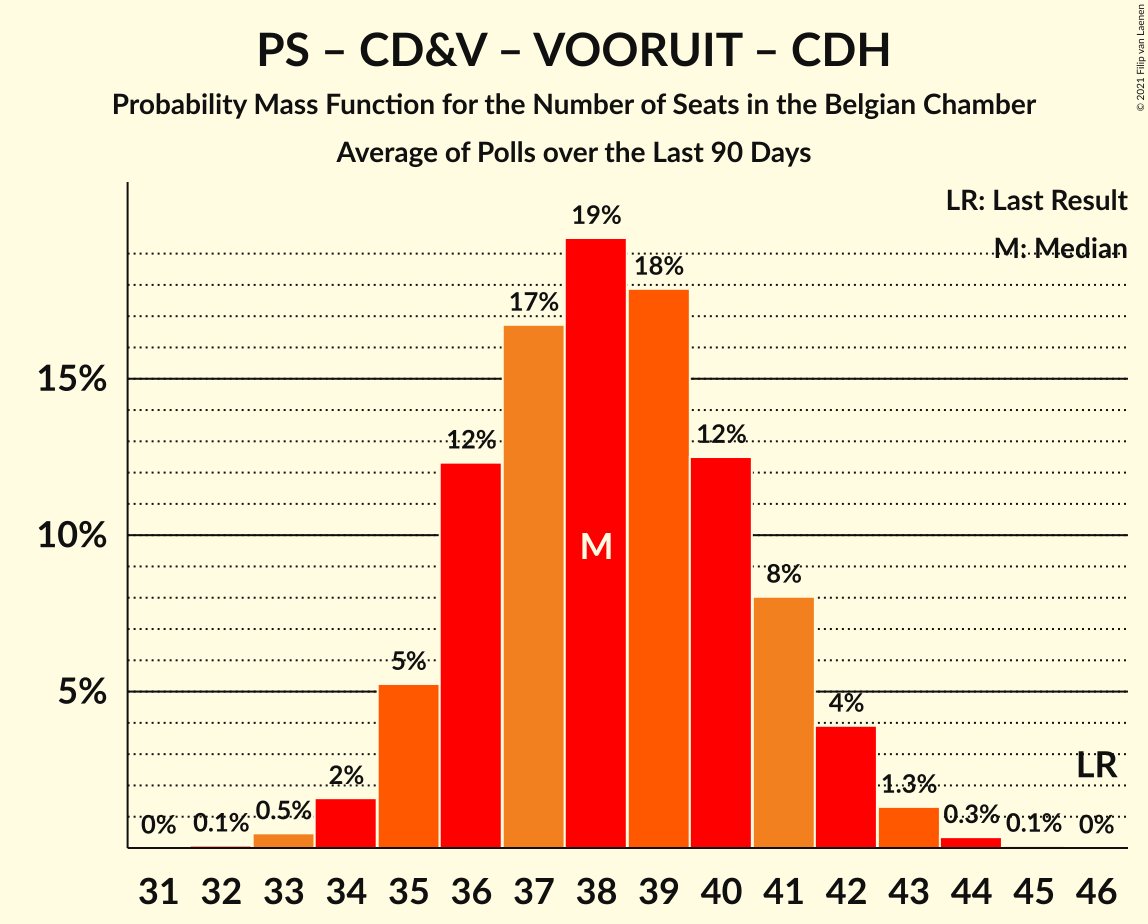 PS – CD&V – VOORUIT – CDH
Probability Mass Function for the Number of Seats in the Belgian Chamber
Average of Polls over the Last 90 Days
© 2021 Filip van Laenen
LR: Last Result
M: Median
19%
18%
17%
15%
12%
12%
10%
M
8%
5%
5%
4%
LR
2%
1.3%
0.5%
0.3%
0%
0.1%
0.1%
0%
31 32 33 34 35 36 37 38 39 40 41 42 43 44 45 46